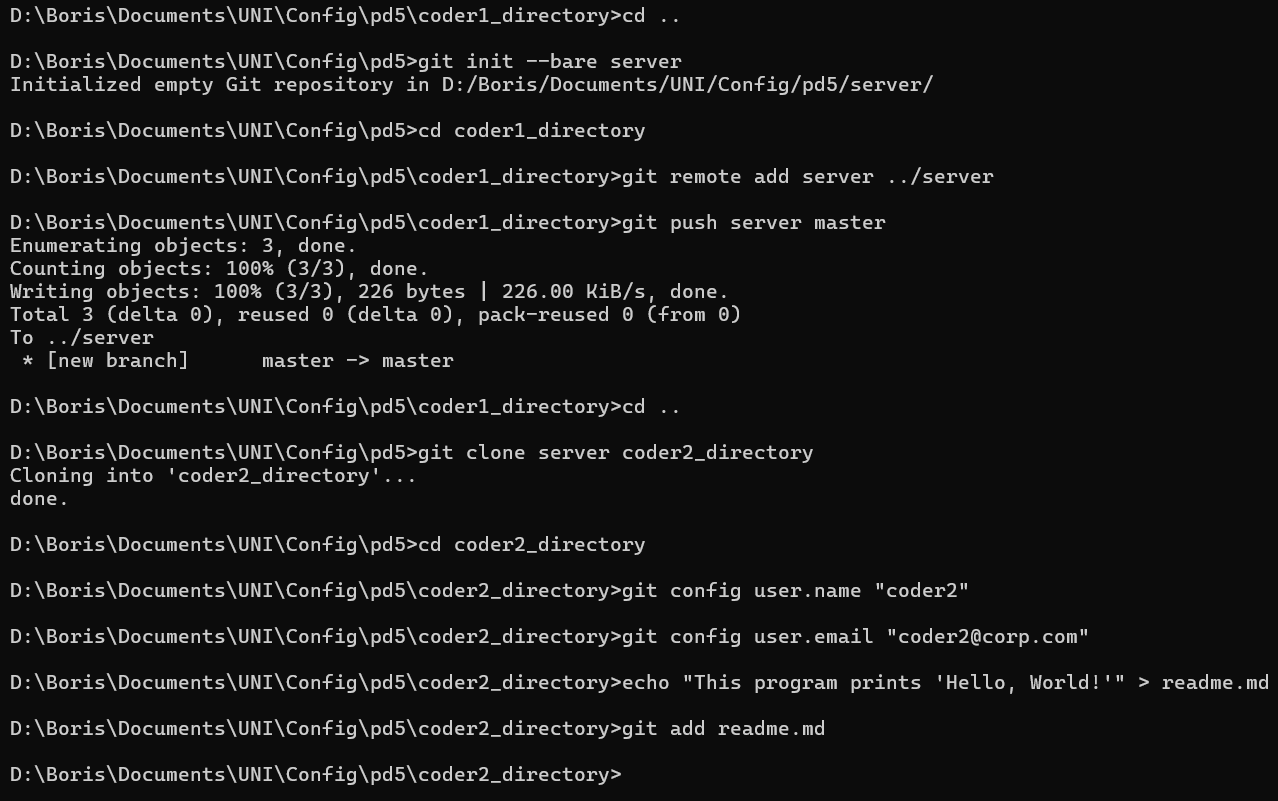 D:\Boris\Documents\UNI\Config\pd5\coder1_directory>cd ..
D:\Boris\Documents\UNI\Config\pd5>git init --bare server
Initialized empty Git repository in D:/Boris/Documents/UNI/Config/pd5/server/
D:\Boris\Documents\UNI\Config\pd5>cd coder1_directory
D:\Boris\Documents\UNI\Config\pd5\coder1_directory>git remote add server ../server
D:\Boris\Documents\UNI\Config\pd5\coder1_directory>git push server master
Enumerating objects: 3, done.
Counting objects: 100% (3/3), done.
Writing objects: 100% (3/3), 226 bytes | 226.00 KiB/s, done.
Total 3 (delta 0), reused 0 (delta 0), pack-reused 0 (from 0)
To ../server
 * [new branch]      master -> master
D:\Boris\Documents\UNI\Config\pd5\coder1_directory>cd ..
D:\Boris\Documents\UNI\Config\pd5>git clone server coder2_directory
Cloning into 'coder2_directory'...
done.
D:\Boris\Documents\UNI\Config\pd5>cd coder2_directory
D:\Boris\Documents\UNI\Config\pd5\coder2_directory>git config user.name "coder2"
D:\Boris\Documents\UNI\Config\pd5\coder2_directory>git config user.email "coder2@corp.com"
D:\Boris\Documents\UNI\Config\pd5\coder2_directory>echo "This program prints 'Hello, World!'" > readme.md
D:\Boris\Documents\UNI\Config\pd5\coder2_directory>git add readme.md
D:\Boris\Documents\UNI\Config\pd5\coder2_directory>